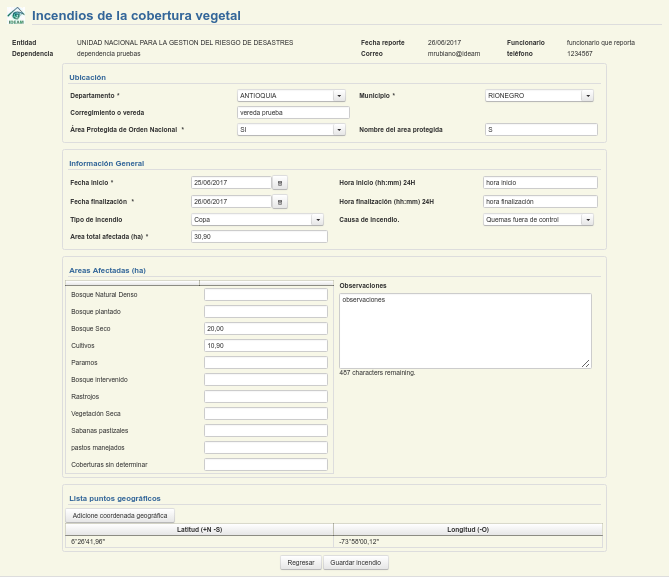 IDEAM
Incendios de la cobertura vegetal
Entidad UNIDAD NACIONAL PARA LA GESTION DEL RIESGO DE DESASTRES Fecha reporte 26/06/2017 Funcionario funcionario que reporta
Dependencia dependencia pruebas Correo mrubiano@ideam teléfono 1234567
Ubicación
Departamento * ANTIOQUIA Municipio * RIONEGRO
Corregimiento o vereda vereda prueba
Área Protegida de Orden Nacional * SI Nombre del area protegida S
Información General
Fecha inicio * 25/06/2017 Hora inicio (hh:mm) 24H hora inicio
Fecha finalización * 26/06/2017 Hora finalización (hh:mm) 24H hora finalización
Tipo de incendio Copa Causa de incendio. Quemas fuera de control
Area total afectada (ha) * 30,90
Areas Afectadas (ha)
Observaciones
Bosque Natural Denso observaciones
Bosque plantado
Bosque Seco 20,00
Cultivos 10,90
Paramos
487 characters remaining.
Bosque intervenido
Rastrojos
Vegetación Seca
Sabanas pastizales
pastos manejados
Coberturas sin determinar
Lista puntos geográficos
Adicione coordenada geográfica
Latitud (+N -S) Longitud (-O)
6°26'41,96" -73°58'00,12"
Regresar Guardar incendio